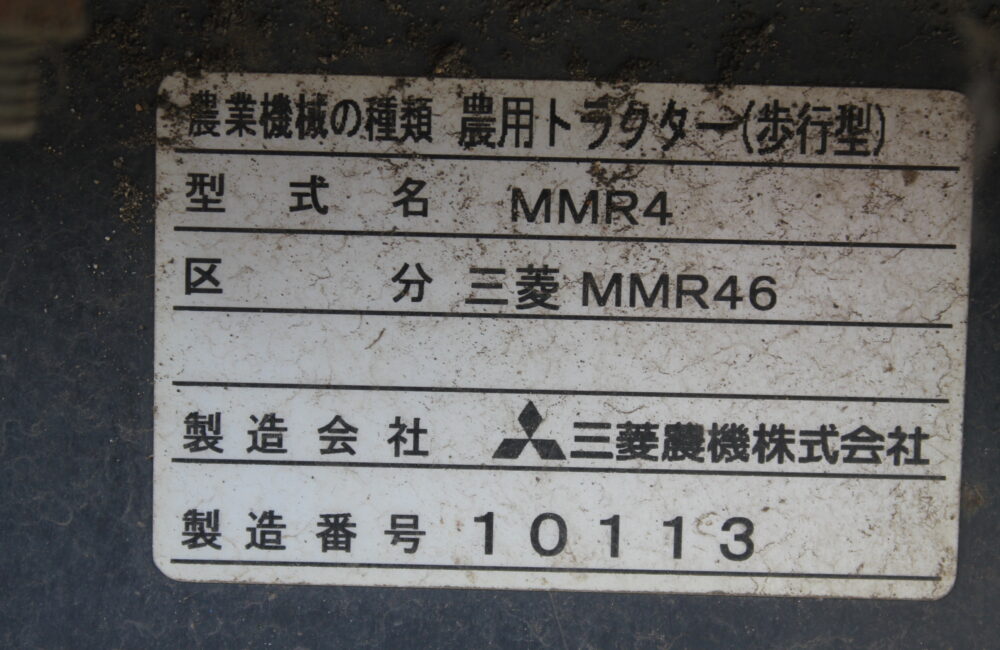 農業機械の種類 農用トラクター(歩行型)
型式名 MMR4
区分 三菱 MMR46
製造会社 三菱農機株式会社
製造番号 10113